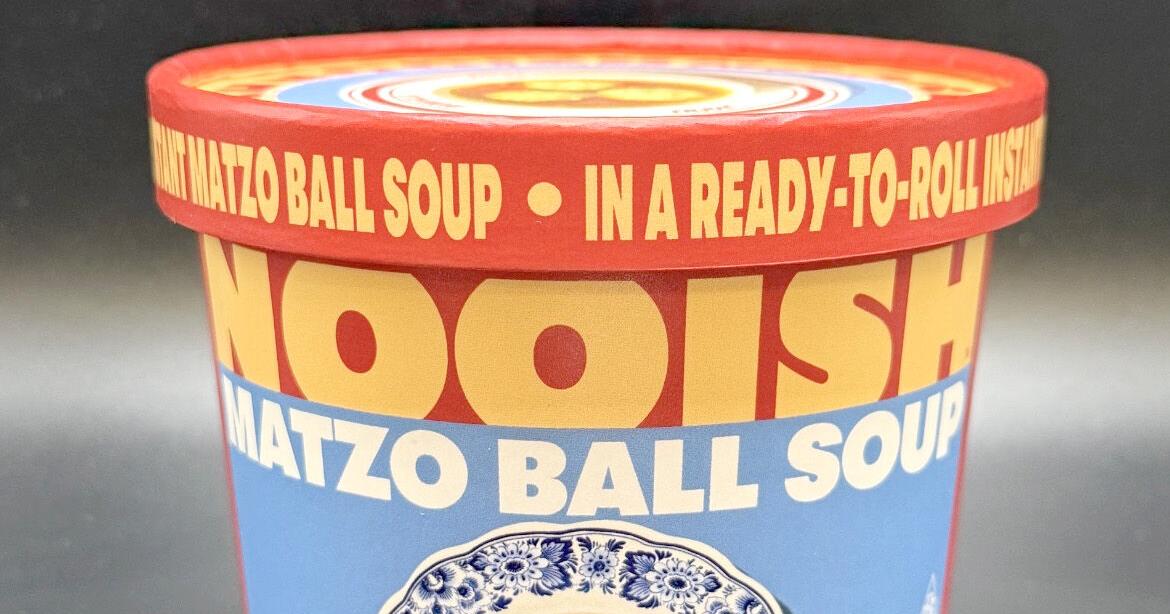 MATZO BALL SOUP • IN A READY-TO-ROLL
NOOISH
MATZO BALL SOUP